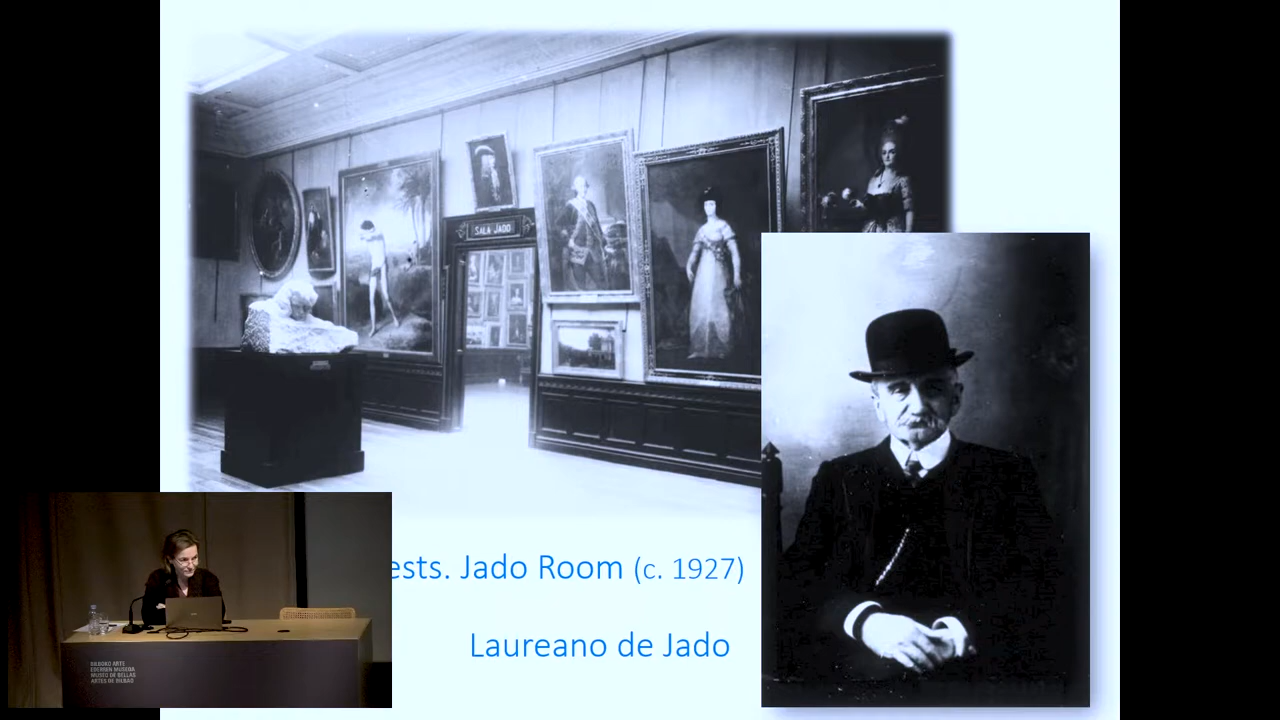 SALA JADO
ests. Jado Room (c. 1927)
Laureano de Jado
BILBOKO ARTE
EDERREN MUSEOA
MUSEO DE BELLAS
ARTES DE BILBAO